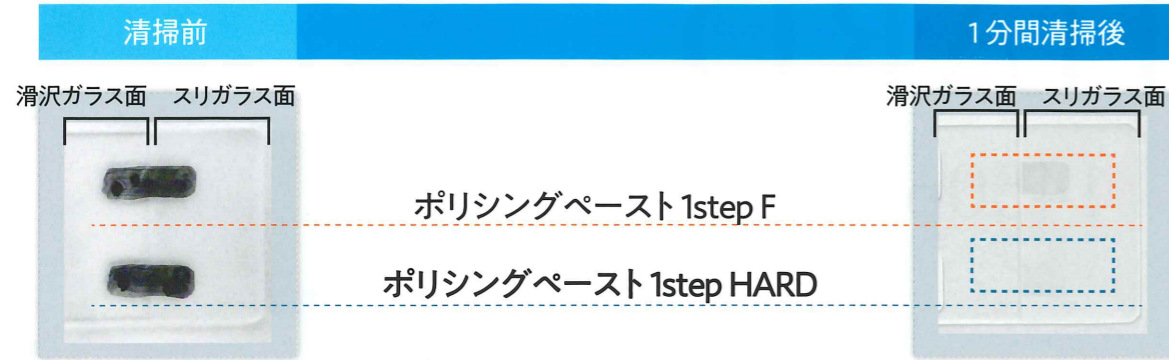 清掃前
1分間清掃後
滑沢ガラス面 スリガラス面
滑沢ガラス面 スリガラス面
ポリシングペースト 1step F
ポリシングペースト 1step HARD